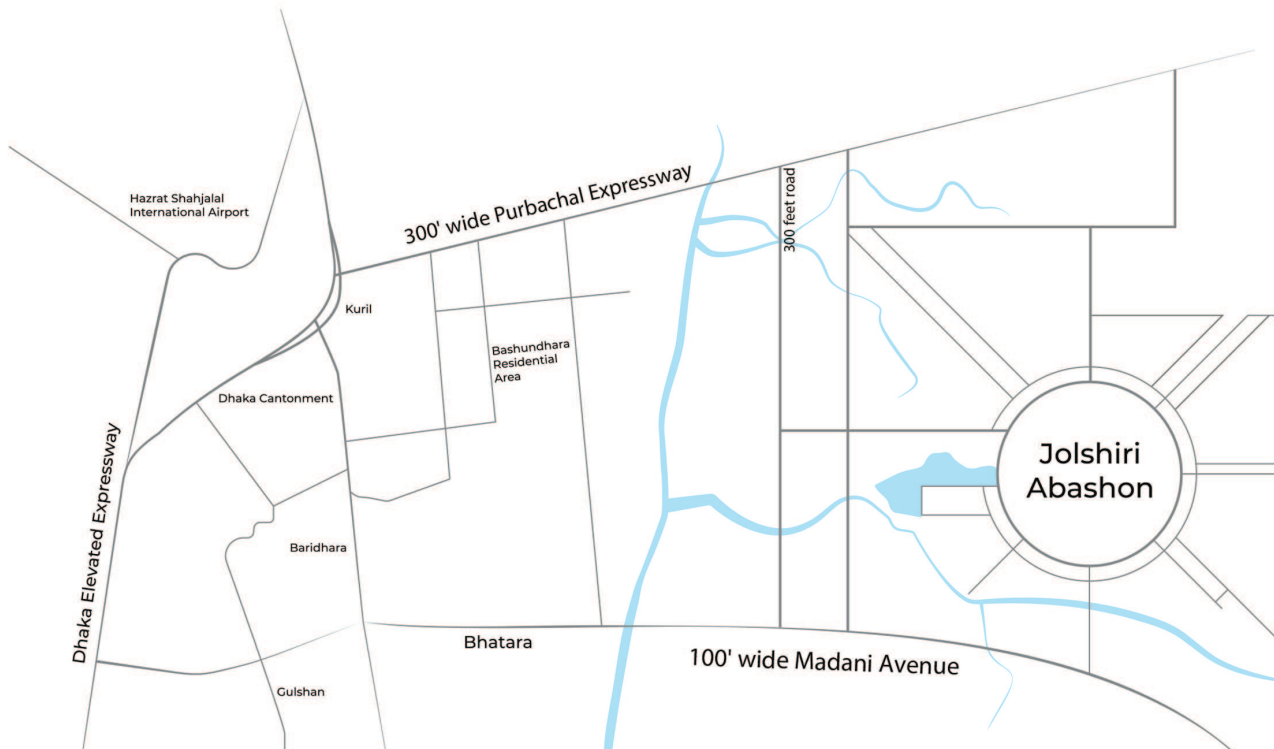 Hazrat Shahjalal
International Airport
300' wide Purbachal Expressway
300 feet road
Kuril
Bashundhara
Residential
Area
Dhaka Cantonment
Jolshiri
Abashon
Dhaka Elevated Expressway
Baridhara
Bhatara
100' wide Madani Avenue
Gulshan